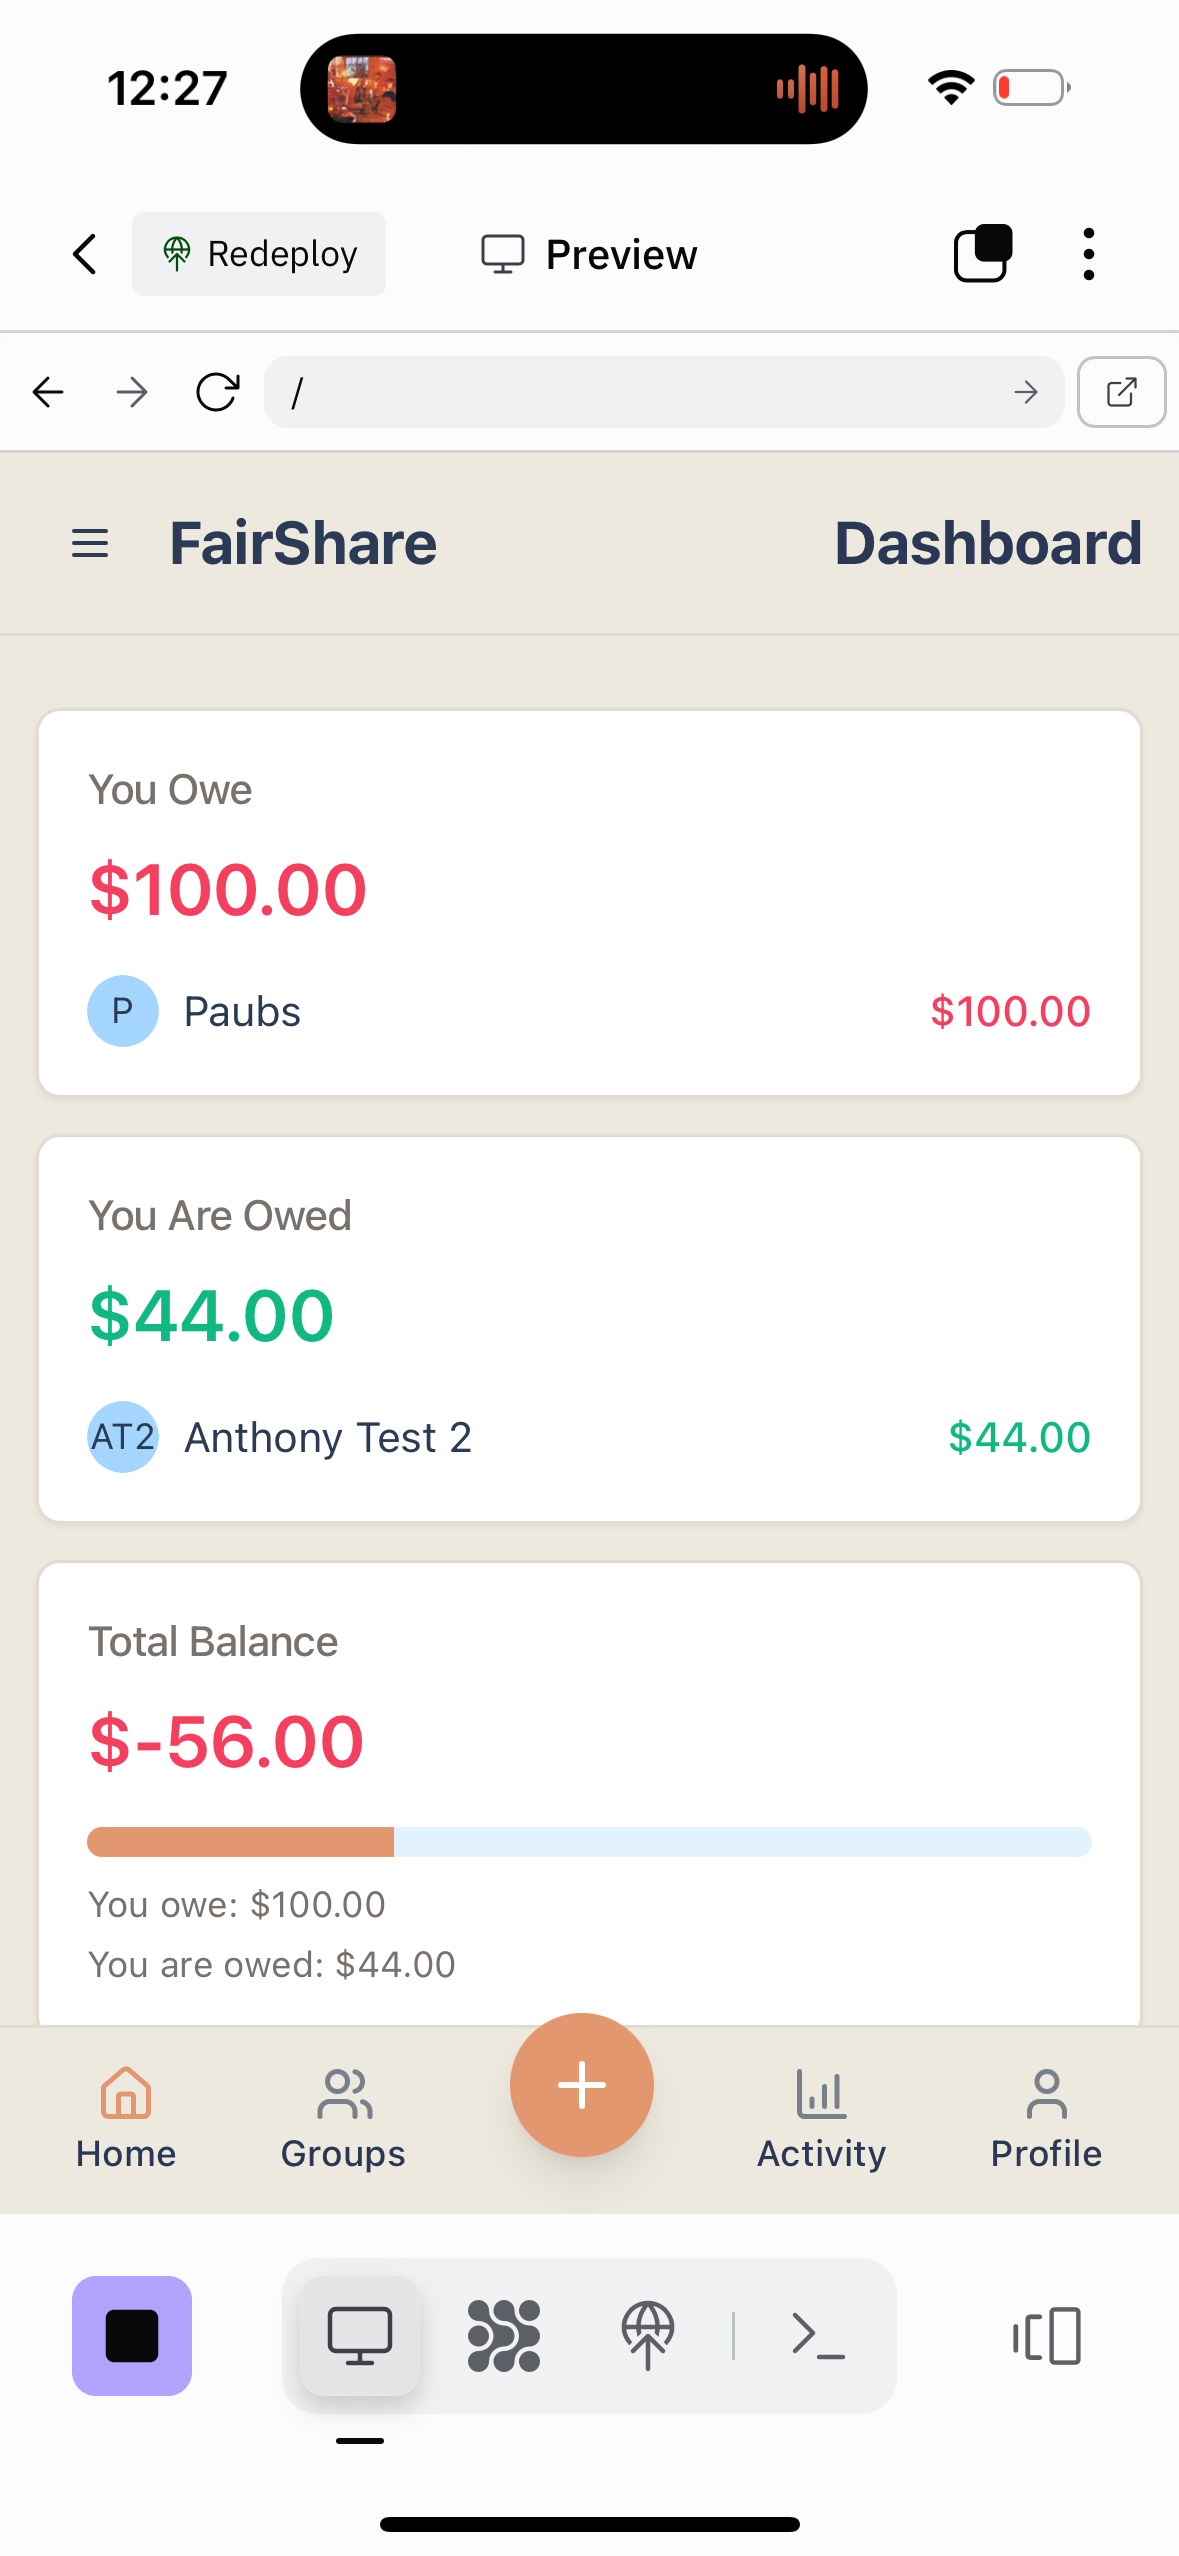 12:27
Redeploy Preview
/
FairShare Dashboard
You Owe
$100.00
P Paubs $100.00
You Are Owed
$44.00
AT2 Anthony Test 2 $44.00
Total Balance
$-56.00
You owe: $100.00
You are owed: $44.00
Home Groups Activity Profile